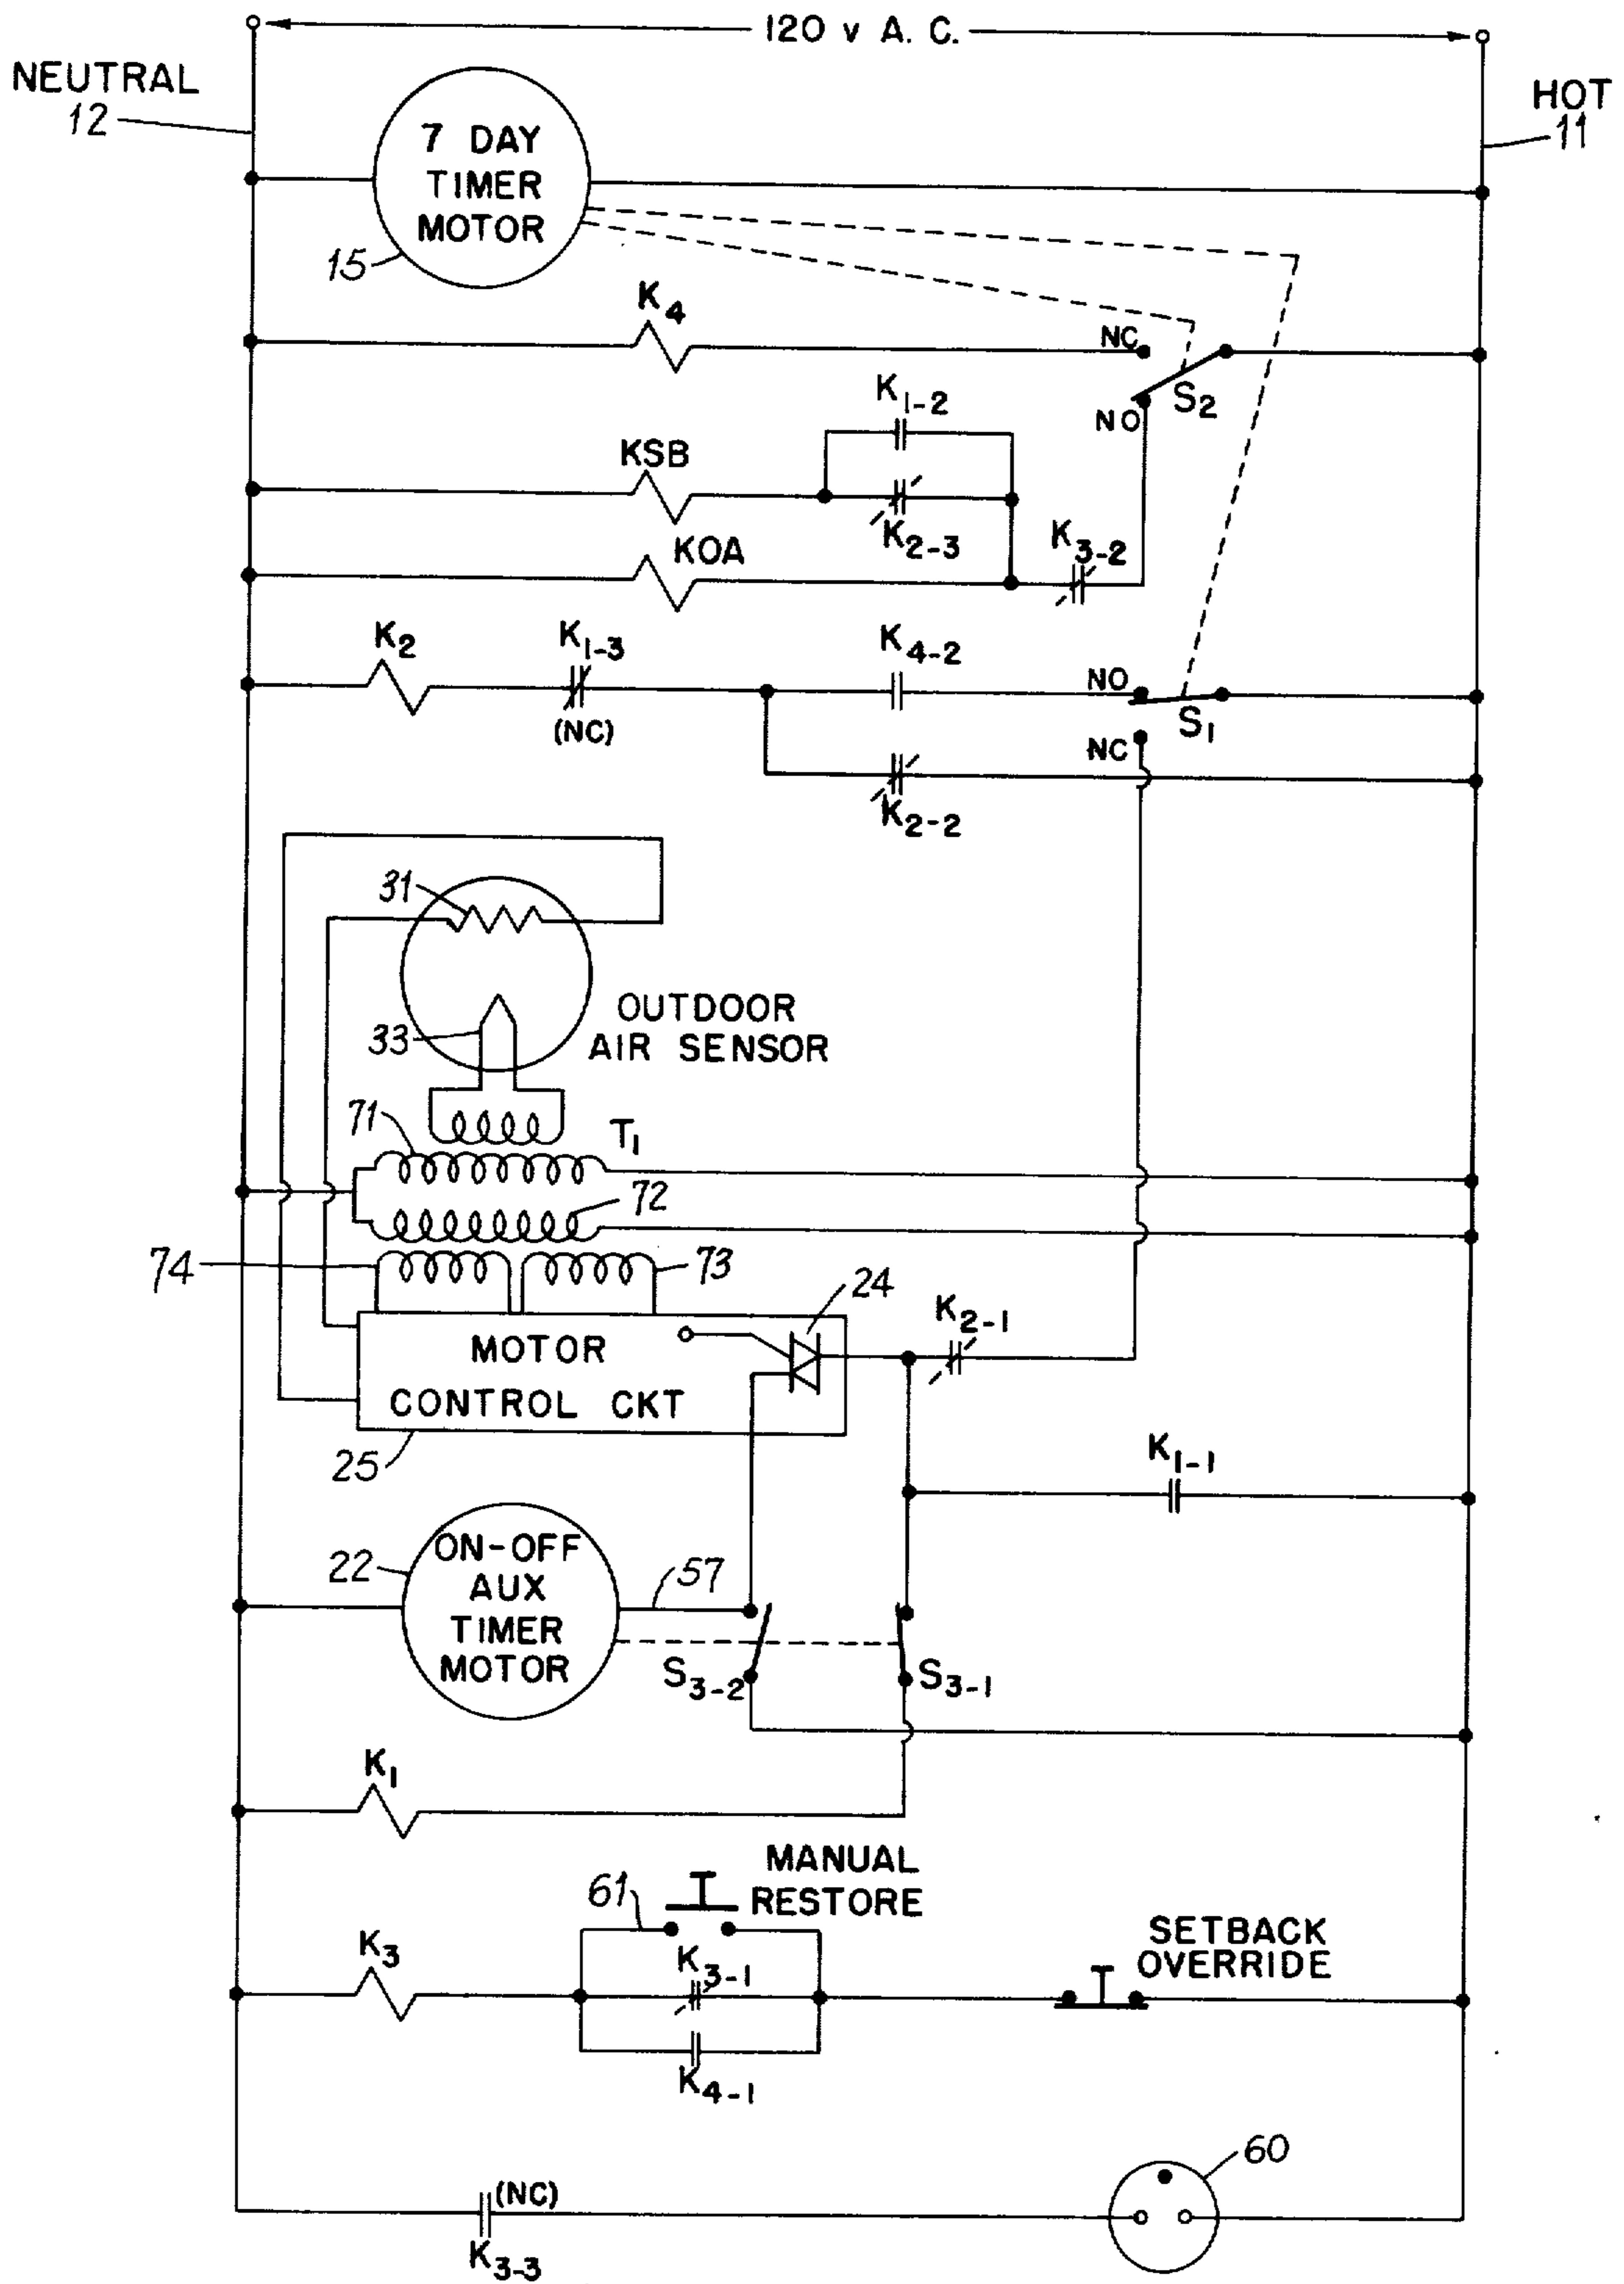 120 v A. C.
NEUTRAL
12
HOT
11
7 DAY
TIMER
MOTOR
15
K4
NC
S2
NO
K1-2
KSB
K2-3
KOA
K3-2
K2
K1-3
(NC)
K4-2
NO
S1
NC
K2-2
31
OUTDOOR
AIR SENSOR
33
71
T1
72
74
73
24
K2-1
MOTOR
CONTROL CKT
25
K1-1
ON-OFF
AUX
TIMER
MOTOR
22
57
S3-2
S3-1
K1
MANUAL
RESTORE
61
SETBACK
OVERRIDE
K3
K3-1
K4-1
60
(NC)
K3-3